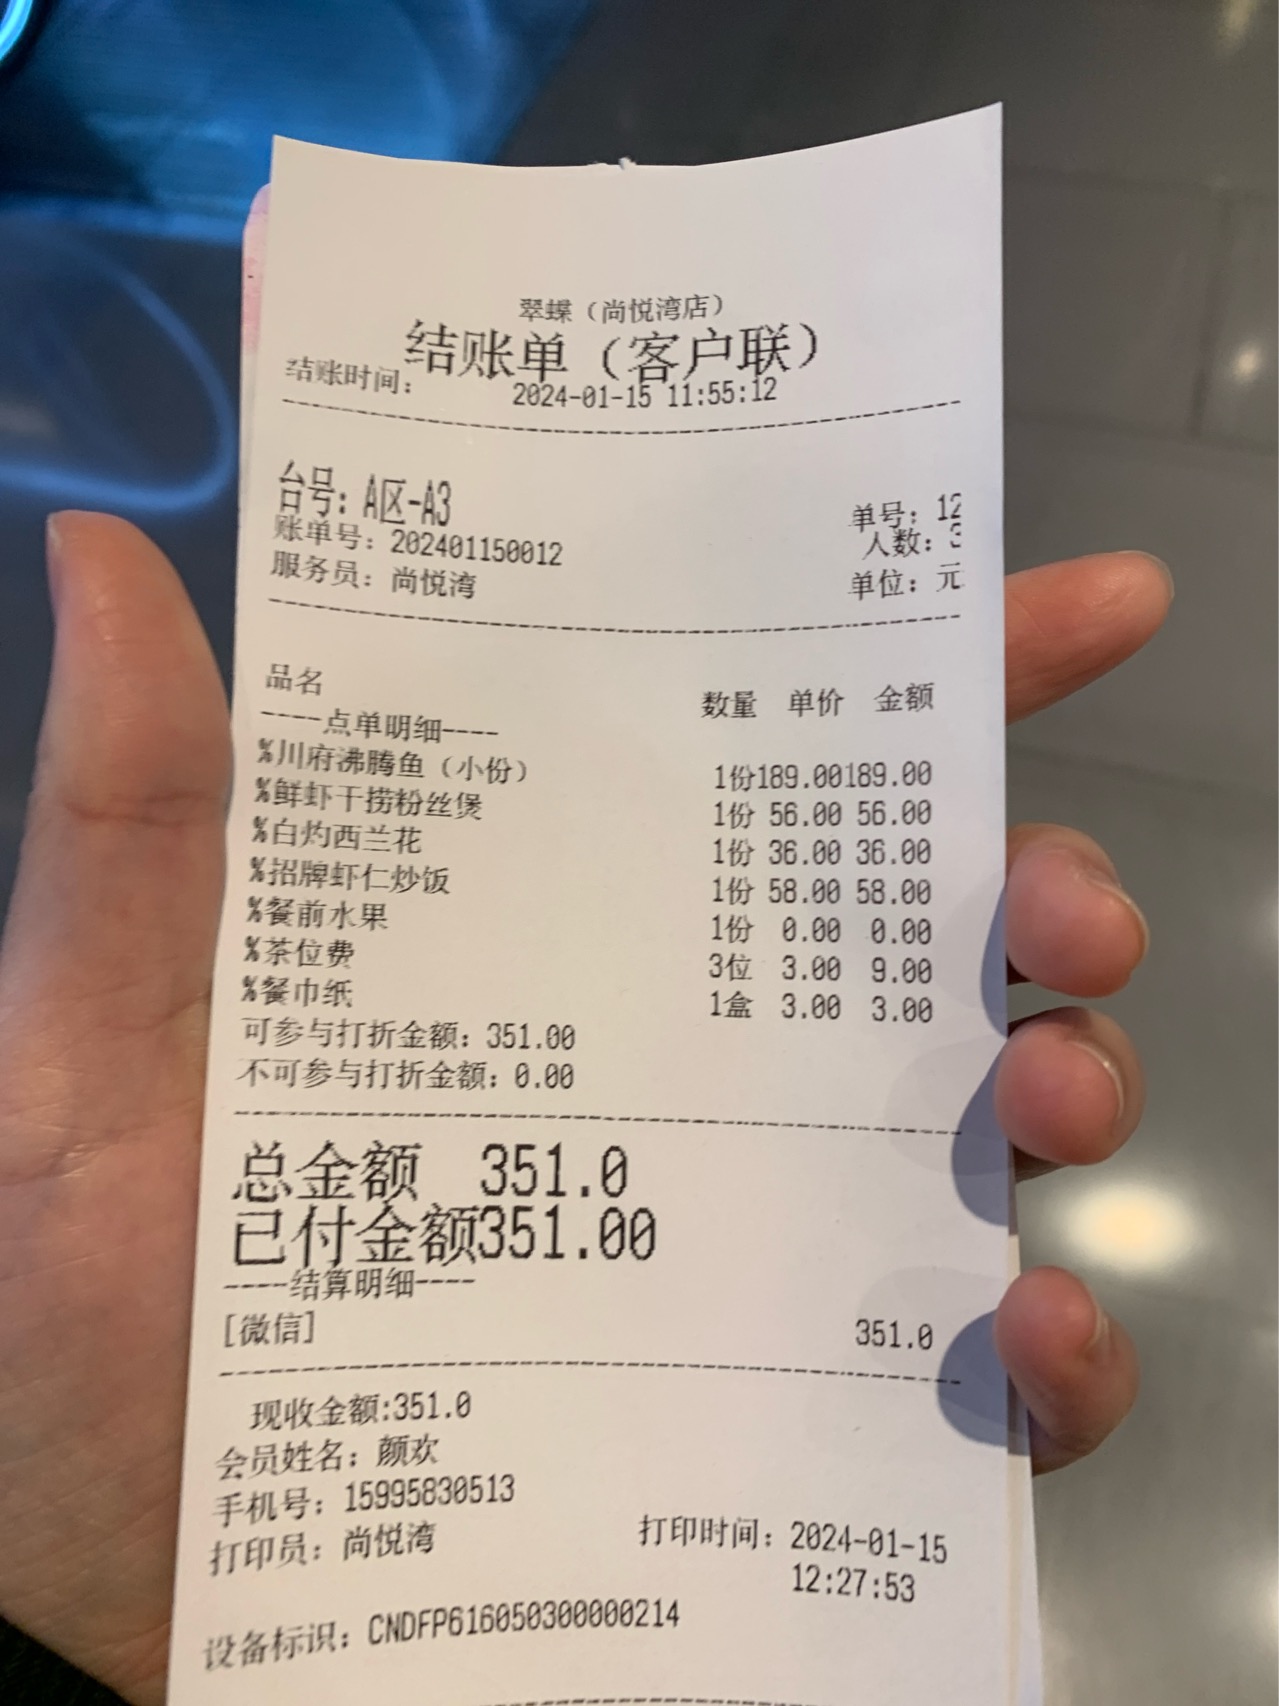 翠蝶（尚悦湾店）
结账单（客户联）
结账时间： 2024-01-15 11:55:12
台号：A区-A3
单号：12
账单号：202401150012 人数：3
服务员：尚悦湾 单位：元
品名 数量 单价 金额
----点单明细----
%川府沸腾鱼（小份） 1份189.00189.00
%鲜虾干捞粉丝煲 1份 56.00 56.00
%白灼西兰花 1份 36.00 36.00
%招牌虾仁炒饭 1份 58.00 58.00
%餐前水果 1份 0.00 0.00
%茶位费 3位 3.00 9.00
%餐巾纸 1盒 3.00 3.00
可参与打折金额：351.00
不可参与打折金额：0.00
总金额 351.0
已付金额351.00
----结算明细----
[微信] 351.0
现收金额:351.0
会员姓名：颜欢
手机号：15995830513
打印员：尚悦湾 打印时间：2024-01-15
12:27:53
设备标识：CNDFP616050300000214